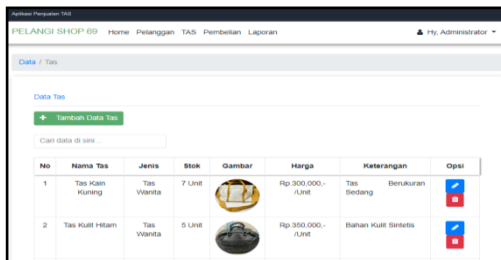 Aplikasi Penjualan TAS
PELANGI SHOP 69 Home Pelanggan TAS Pembelian Laporan Hy, Administrator
Data / Tas
Data Tas
+ Tambah Data Tas
Cari data di sini ..
No Nama Tas Jenis Stok Gambar Harga Keterangan Opsi
1 Tas Kain Kuning Tas Wanita 7 Unit Rp.300,000,- /Unit Tas Berukuran Sedang
2 Tas Kulit Hitam Tas Wanita 5 Unit Rp.350,000,- /Unit Bahan Kulit Sintetis